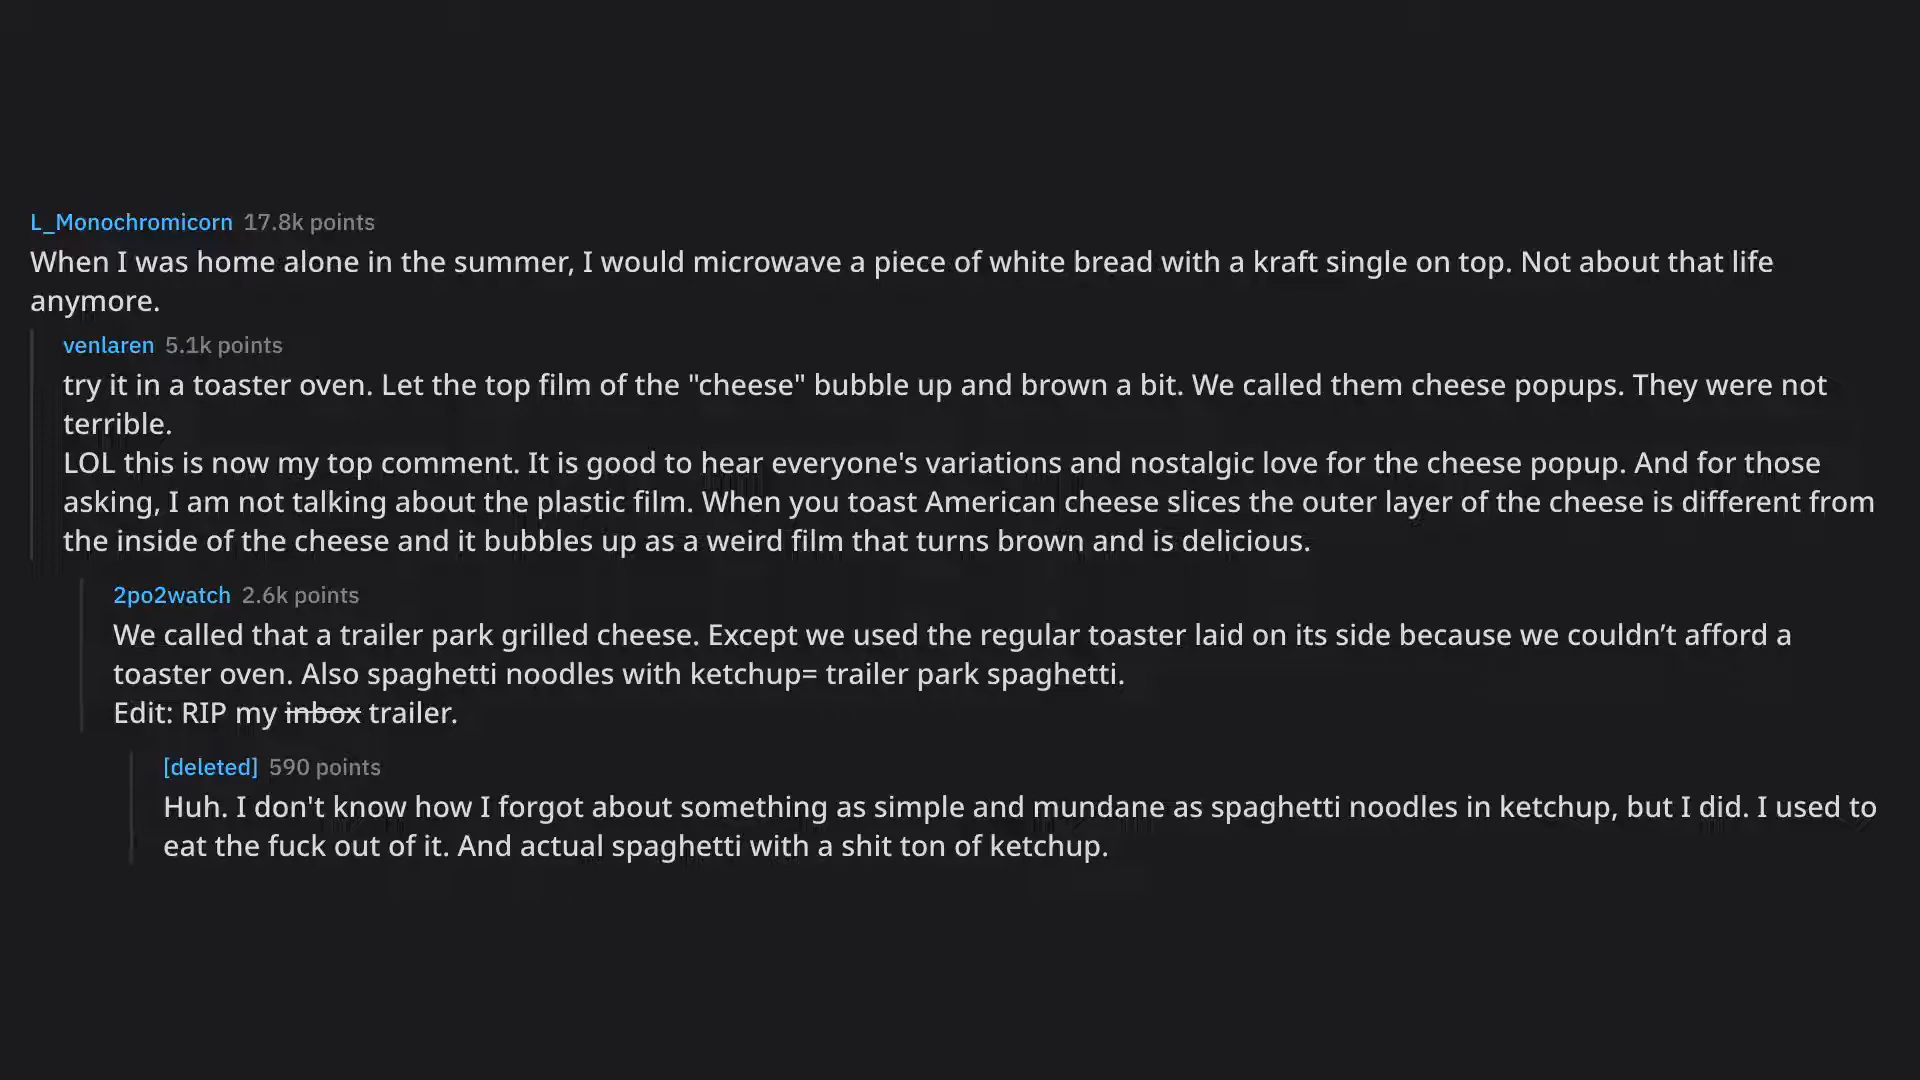 L_Monochromicorn 17.8k points
When I was home alone in the summer, I would microwave a piece of white bread with a kraft single on top. Not about that life
anymore.
venlaren 5.1k points
try it in a toaster oven. Let the top film of the "cheese" bubble up and brown a bit. We called them cheese popups. They were not
terrible.
LOL this is now my top comment. It is good to hear everyone's variations and nostalgic love for the cheese popup. And for those
asking, I am not talking about the plastic film. When you toast American cheese slices the outer layer of the cheese is different from
the inside of the cheese and it bubbles up as a weird film that turns brown and is delicious.
2po2watch 2.6k points
We called that a trailer park grilled cheese. Except we used the regular toaster laid on its side because we couldn’t afford a
toaster oven. Also spaghetti noodles with ketchup= trailer park spaghetti.
Edit: RIP my inbox trailer.
[deleted] 590 points
Huh. I don't know how I forgot about something as simple and mundane as spaghetti noodles in ketchup, but I did. I used to
eat the fuck out of it. And actual spaghetti with a shit ton of ketchup.